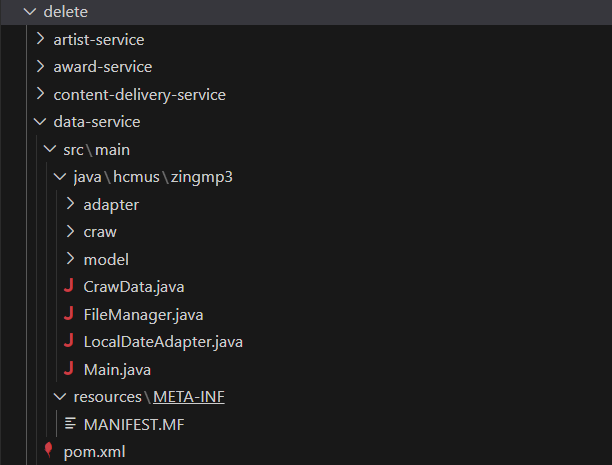 delete
artist-service
award-service
content-delivery-service
data-service
src\main
java\hcmus\zingmp3
adapter
craw
model
CrawData.java
FileManager.java
LocalDateAdapter.java
Main.java
resources\META-INF
MANIFEST.MF
pom.xml